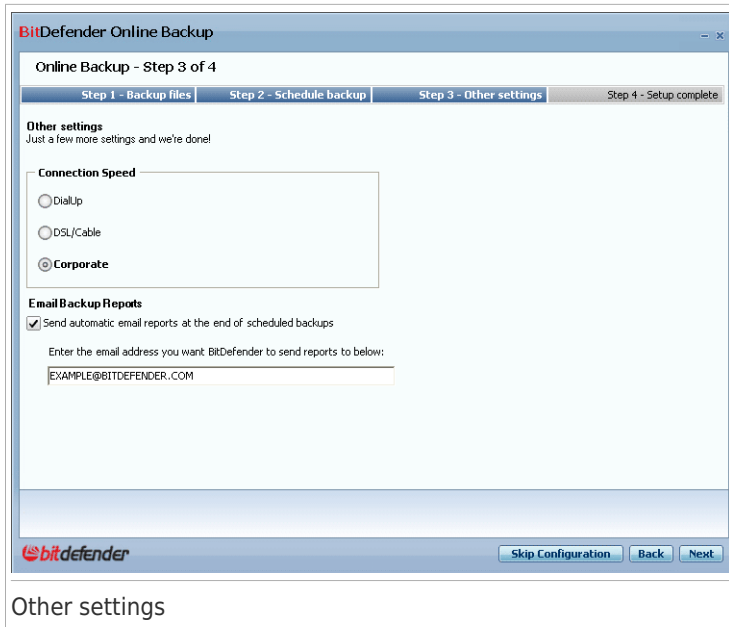 BitDefender Online Backup
Online Backup - Step 3 of 4
Step 1 - Backup files
Step 2 - Schedule backup
Step 3 - Other settings
Step 4 - Setup complete
Other settings
Just a few more settings and we're done!
Connection Speed
DialUp
DSL/Cable
Corporate
Email Backup Reports
Send automatic email reports at the end of scheduled backups
Enter the email address you want BitDefender to send reports to below:
EXAMPLE@BITDEFENDER.COM
bitdefender
Skip Configuration
Back
Next
Other settings